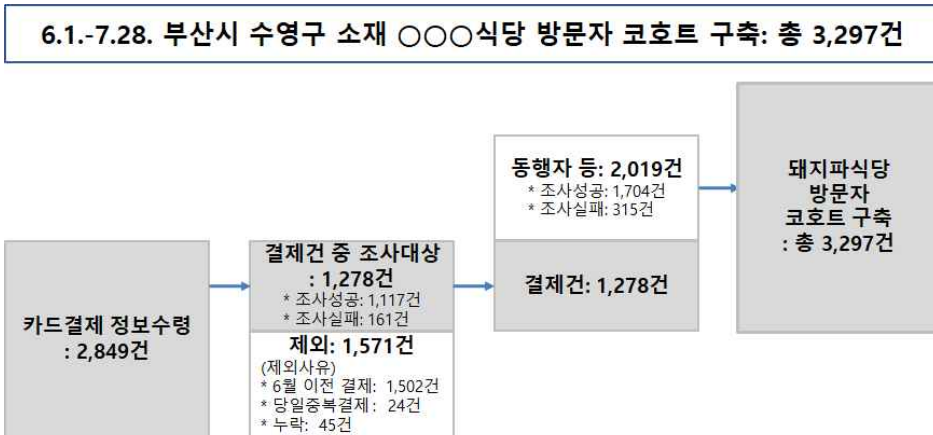 6.1.-7.28. 부산시 수영구 소재 ○○○식당 방문자 코호트 구축: 총 3,297건
카드결제 정보수령
: 2,849건
결제건 중 조사대상
: 1,278건
* 조사성공: 1,117건
* 조사실패: 161건
제외: 1,571건
(제외사유)
* 6월 이전 결제: 1,502건
* 당일중복결제: 24건
* 누락: 45건
동행자 등: 2,019건
* 조사성공: 1,704건
* 조사실패: 315건
결제건: 1,278건
돼지파식당
방문자
코호트 구축
: 총 3,297건